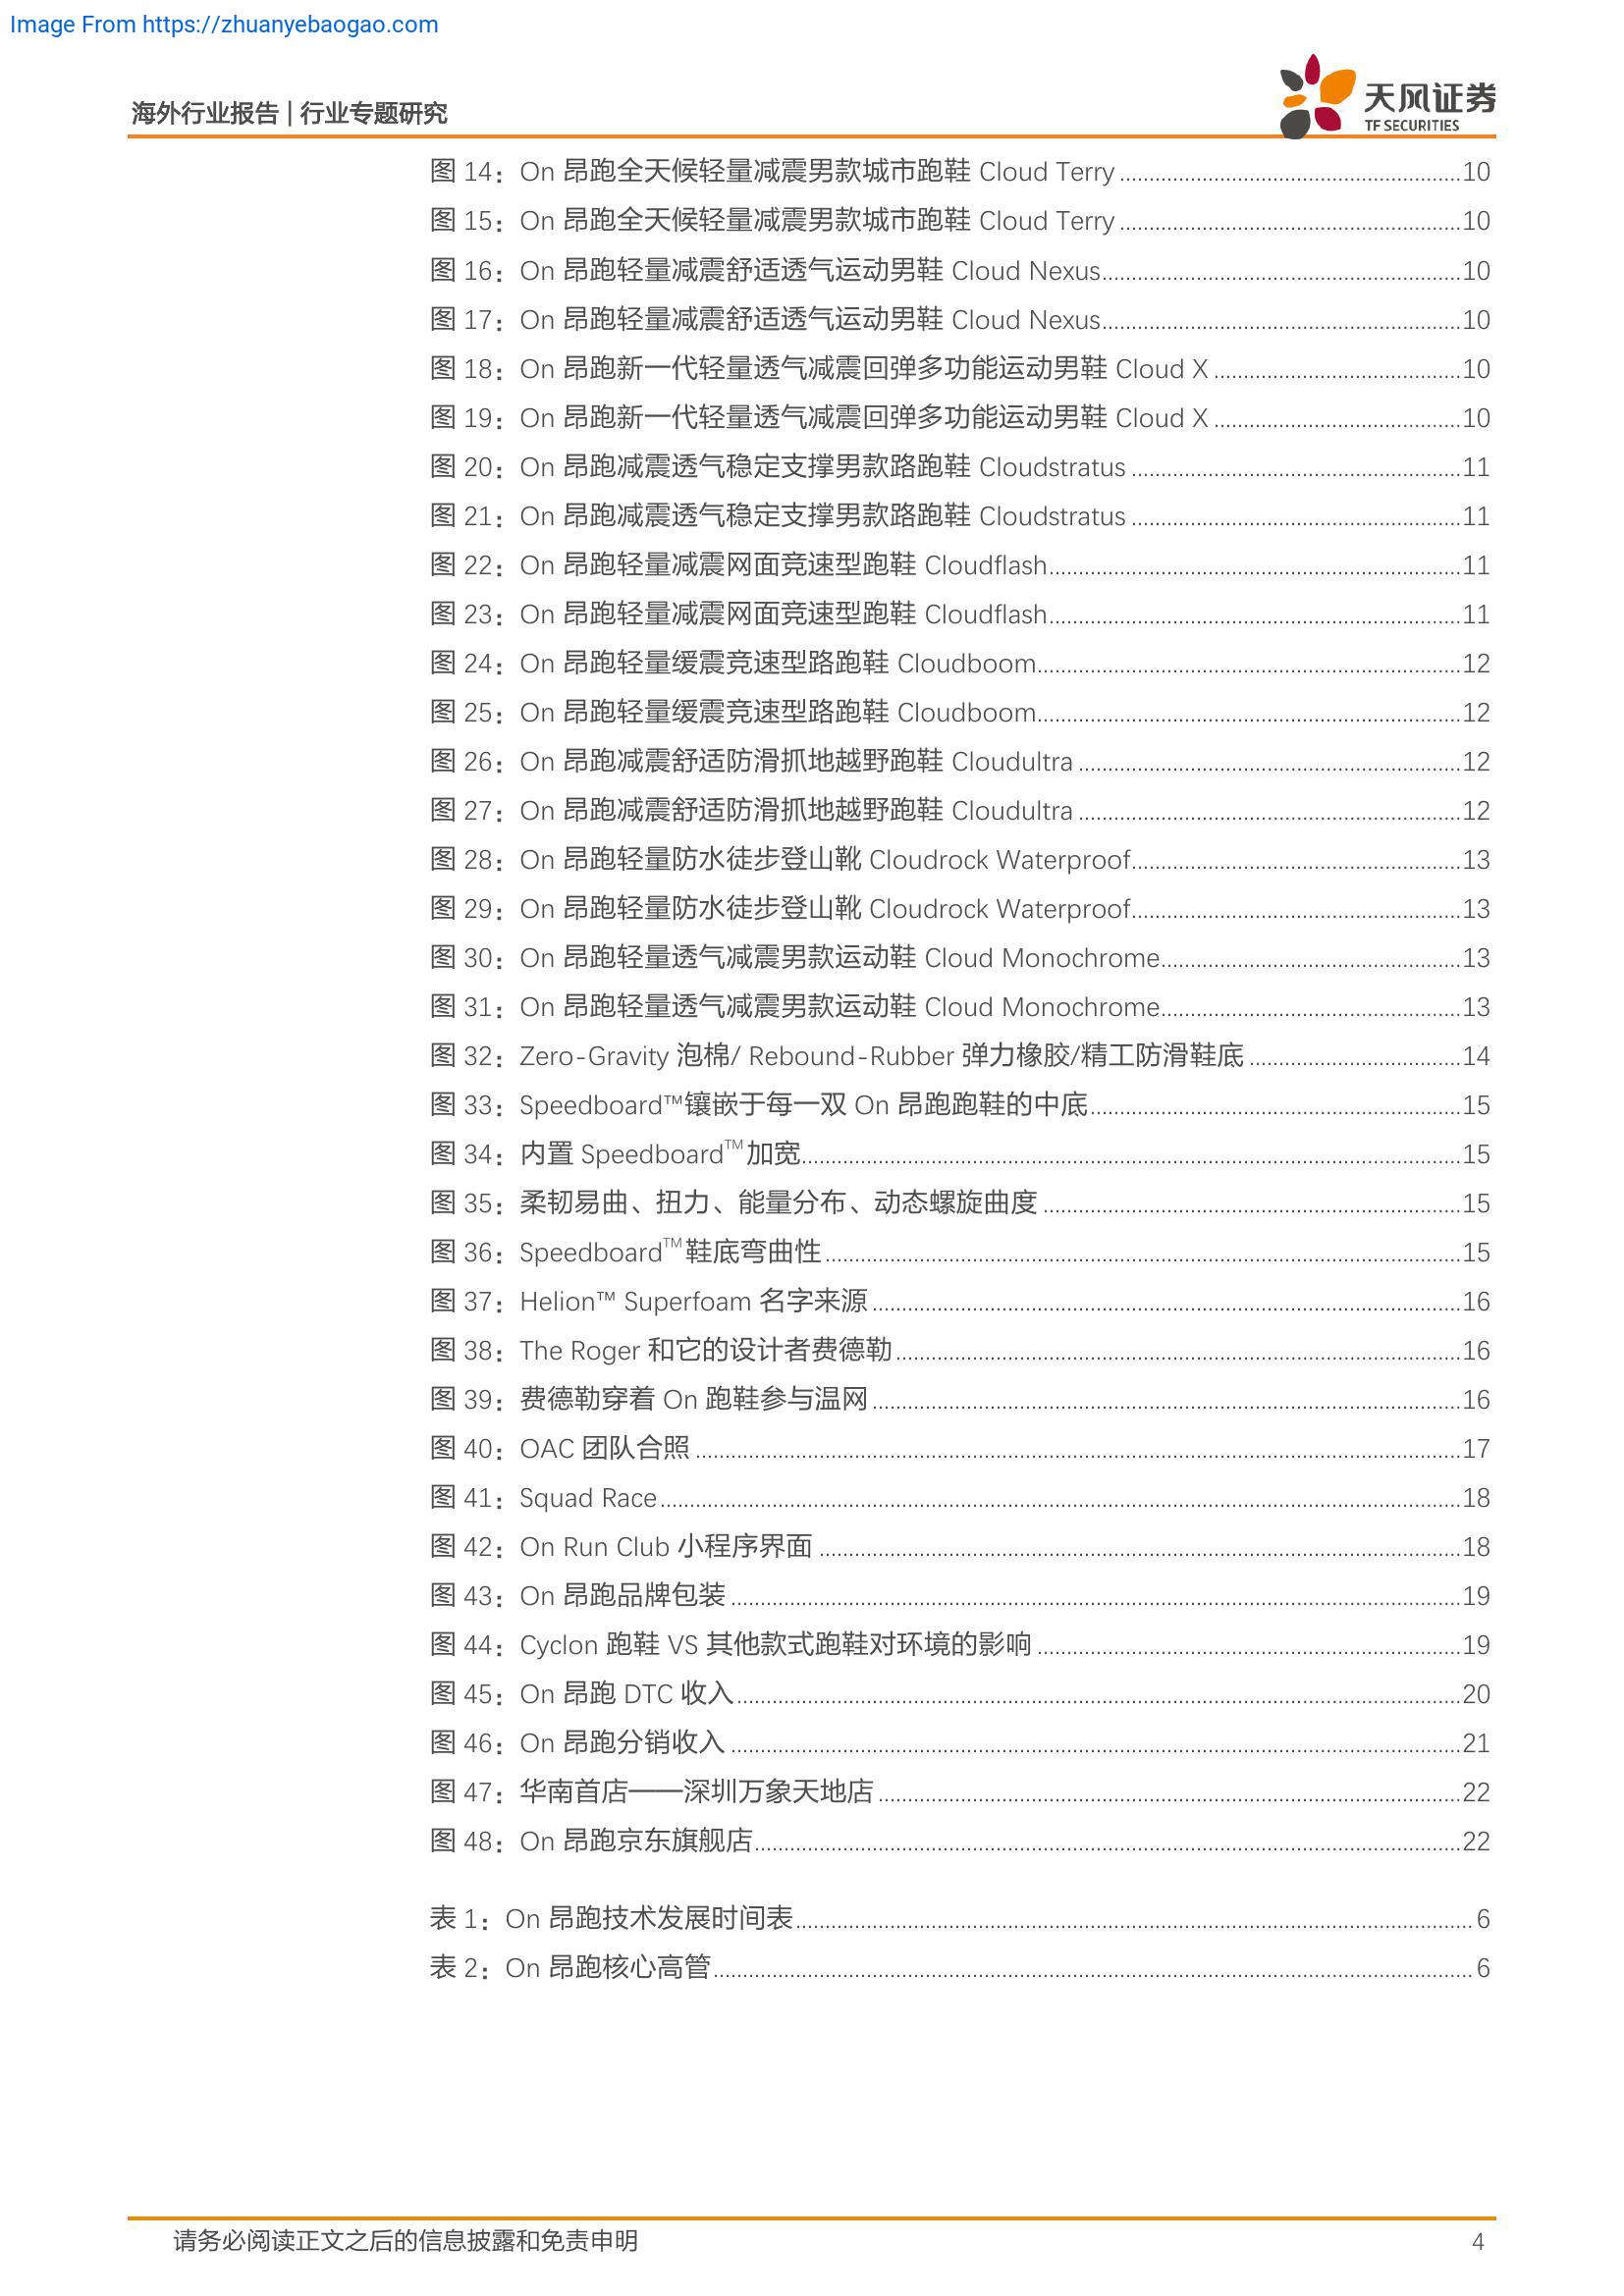 Image From https://zhuanyebaogao.com
海外行业报告 | 行业专题研究
天风证券
TF SECURITIES
图 14：On 昂跑全天候轻量减震男款城市跑鞋 Cloud Terry 10
图 15：On 昂跑全天候轻量减震男款城市跑鞋 Cloud Terry 10
图 16：On 昂跑轻量减震舒适透气运动男鞋 Cloud Nexus 10
图 17：On 昂跑轻量减震舒适透气运动男鞋 Cloud Nexus 10
图 18：On 昂跑新一代轻量透气减震回弹多功能运动男鞋 Cloud X 10
图 19：On 昂跑新一代轻量透气减震回弹多功能运动男鞋 Cloud X 10
图 20：On 昂跑减震透气稳定支撑男款路跑鞋 Cloudstratus 11
图 21：On 昂跑减震透气稳定支撑男款路跑鞋 Cloudstratus 11
图 22：On 昂跑轻量减震网面竞速型跑鞋 Cloudflash 11
图 23：On 昂跑轻量减震网面竞速型跑鞋 Cloudflash 11
图 24：On 昂跑轻量缓震竞速型路跑鞋 Cloudboom 12
图 25：On 昂跑轻量缓震竞速型路跑鞋 Cloudboom 12
图 26：On 昂跑减震舒适防滑抓地越野跑鞋 Cloudultra 12
图 27：On 昂跑减震舒适防滑抓地越野跑鞋 Cloudultra 12
图 28：On 昂跑轻量防水徒步登山靴 Cloudrock Waterproof 13
图 29：On 昂跑轻量防水徒步登山靴 Cloudrock Waterproof 13
图 30：On 昂跑轻量透气减震男款运动鞋 Cloud Monochrome 13
图 31：On 昂跑轻量透气减震男款运动鞋 Cloud Monochrome 13
图 32：Zero-Gravity 泡棉/ Rebound-Rubber 弹力橡胶/精工防滑鞋底 14
图 33：Speedboard™镶嵌于每一双 On 昂跑跑鞋的中底 15
图 34：内置 Speedboard™加宽 15
图 35：柔韧易曲、扭力、能量分布、动态螺旋曲度 15
图 36：Speedboard™鞋底弯曲性 15
图 37：Helion™ Superfoam 名字来源 16
图 38：The Roger 和它的设计者费德勒 16
图 39：费德勒穿着 On 跑鞋参与温网 16
图 40：OAC 团队合照 17
图 41：Squad Race 18
图 42：On Run Club 小程序界面 18
图 43：On 昂跑品牌包装 19
图 44：Cyclon 跑鞋 VS 其他款式跑鞋对环境的影响 19
图 45：On 昂跑 DTC 收入 20
图 46：On 昂跑分销收入 21
图 47：华南首店——深圳万象天地店 22
图 48：On 昂跑京东旗舰店 22
表 1：On 昂跑技术发展时间表 6
表 2：On 昂跑核心高管 6
请务必阅读正文之后的信息披露和免责申明 4